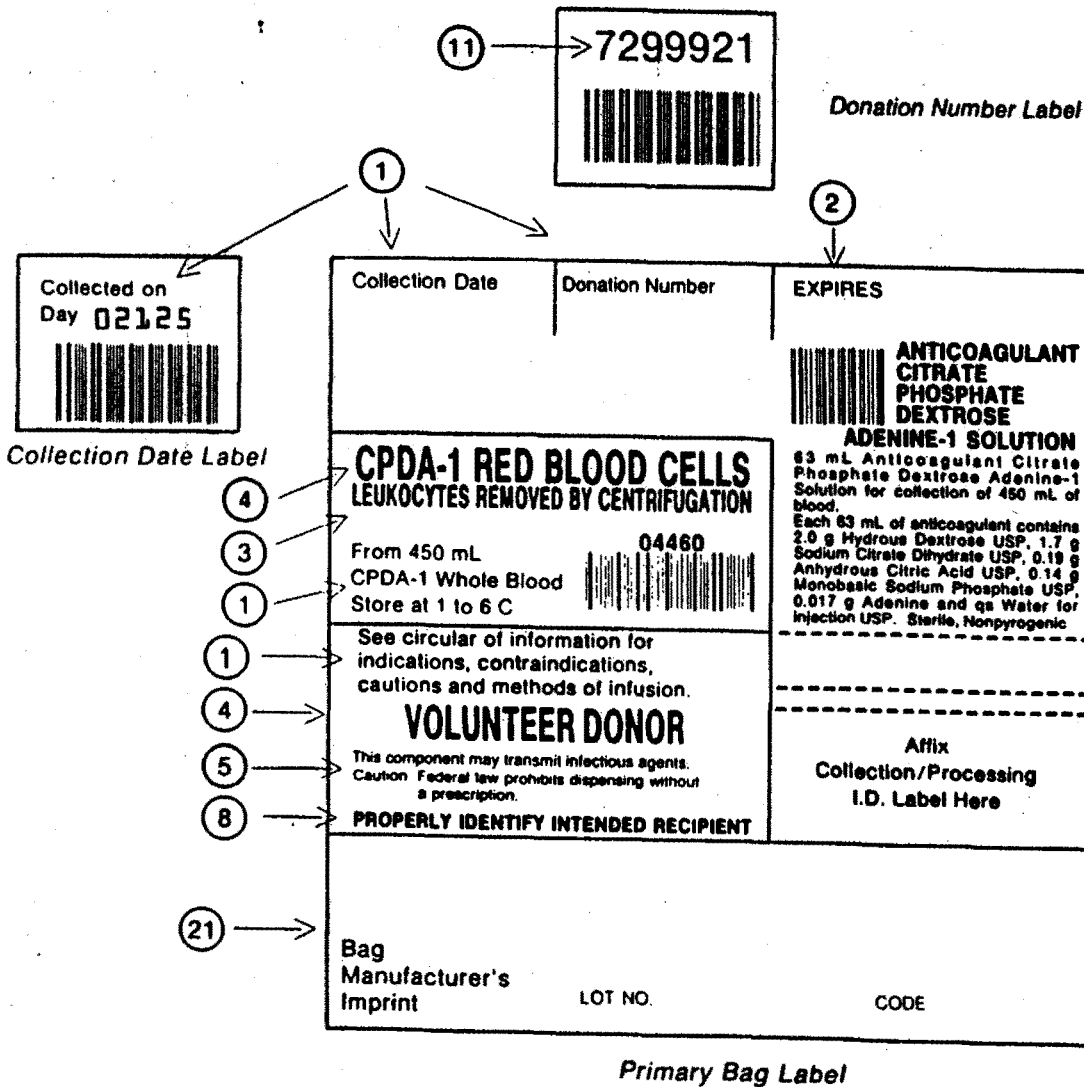 11
7299921
Donation Number Label
1
2
Collected on
Day 02125
Collection Date Label
Collection Date
Donation Number
EXPIRES
ANTICOAGULANT
CITRATE
PHOSPHATE
DEXTROSE
ADENINE-1 SOLUTION
63 mL Anticoagulant Citrate
Phosphate Dextrose Adenine-1
Solution for collection of 450 mL of
blood.
Each 63 mL of anticoagulant contains
2.0 g Hydrous Dextrose USP, 1.7 g
Sodium Citrate Dihydrate USP, 0.19 g
Anhydrous Citric Acid USP, 0.14 g
Monobasic Sodium Phosphate USP,
0.017 g Adenine and qs Water for
injection USP. Sterile, Nonpyrogenic
4
CPDA-1 RED BLOOD CELLS
LEUKOCYTES REMOVED BY CENTRIFUGATION
3
04460
From 450 mL
1
CPDA-1 Whole Blood
Store at 1 to 6 C
1
See circular of information for
indications, contraindications,
cautions and methods of infusion.
4
VOLUNTEER DONOR
5
This component may transmit infectious agents.
Caution Federal law prohibits dispensing without
a prescription.
8
PROPERLY IDENTIFY INTENDED RECIPIENT
Affix
Collection/Processing
I.D. Label Here
21
Bag
Manufacturer's
Imprint
LOT NO.
CODE
Primary Bag Label